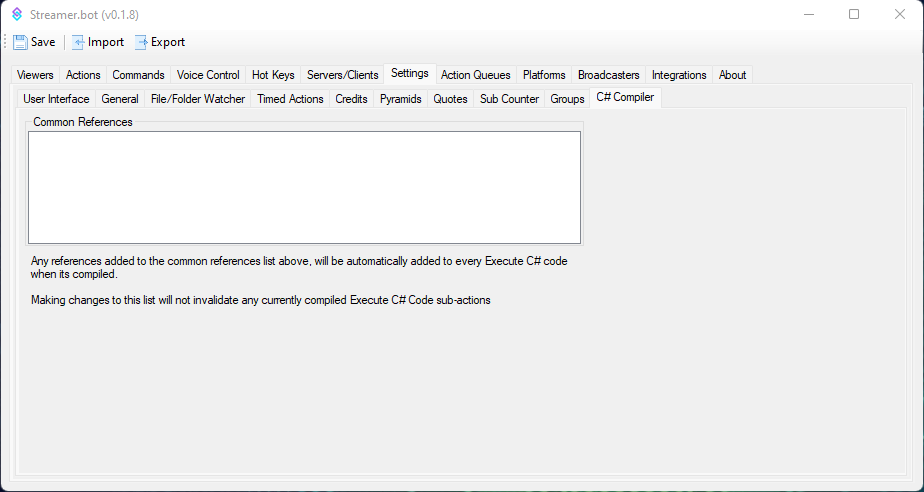 Streamer.bot (v0.1.8)
Save Import Export
Viewers Actions Commands Voice Control Hot Keys Servers/Clients Settings Action Queues Platforms Broadcasters Integrations About
User Interface General File/Folder Watcher Timed Actions Credits Pyramids Quotes Sub Counter Groups C# Compiler
Common References
Any references added to the common references list above, will be automatically added to every Execute C# code
when its compiled.
Making changes to this list will not invalidate any currently compiled Execute C# Code sub-actions